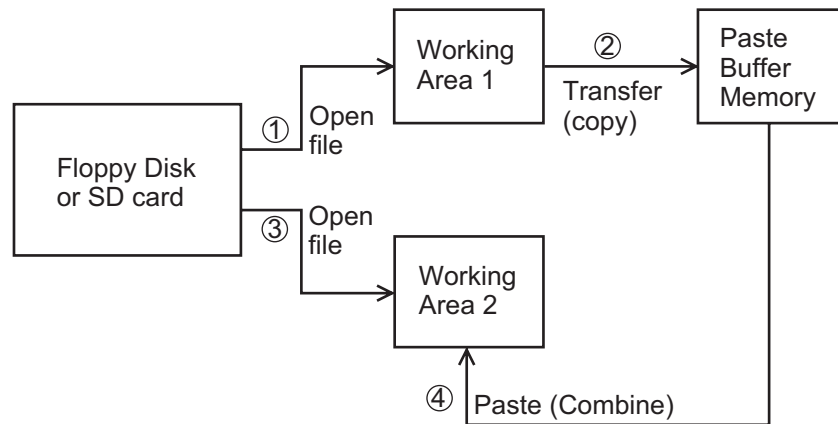 Floppy Disk
or SD card
①
Open
file
Working
Area 1
②
Transfer
(copy)
Paste
Buffer
Memory
③
Open
file
Working
Area 2
④
Paste (Combine)